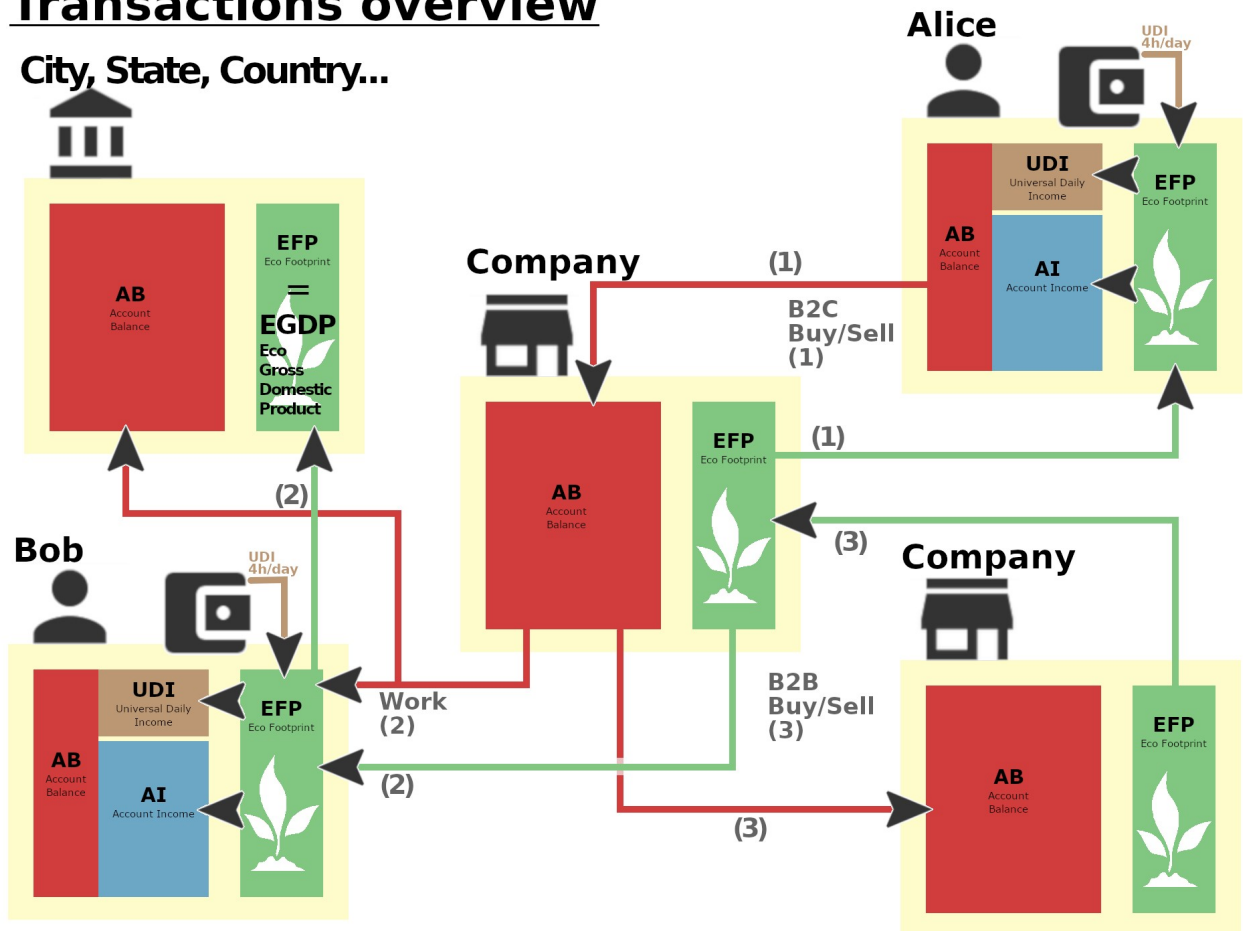 Transactions overview
City, State, Country...
AB
Account
Balance
EFP
Eco Footprint
=
EGDP
Eco
Gross
Domestic
Product
(2)
Bob
UDI
4h/day
AB
Account
Balance
UDI
Universal Daily
Income
AI
Account Income
EFP
Eco Footprint
Work
(2)
(2)
Company
AB
Account
Balance
EFP
Eco Footprint
(1)
B2C
Buy/Sell
(1)
(1)
(3)
B2B
Buy/Sell
(3)
(3)
Alice
UDI
4h/day
AB
Account
Balance
UDI
Universal Daily
Income
AI
Account Income
EFP
Eco Footprint
Company
AB
Account
Balance
EFP
Eco Footprint